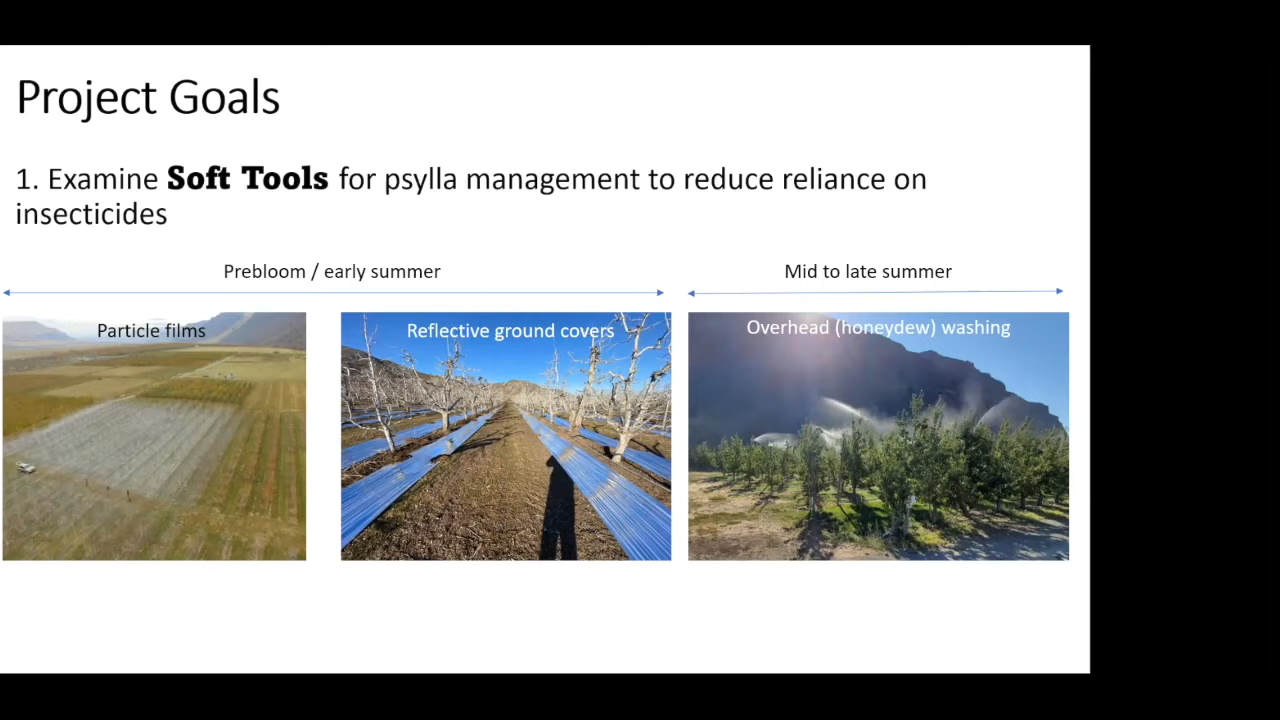 Project Goals
1. Examine Soft Tools for psylla management to reduce reliance on
insecticides
Prebloom / early summer
Mid to late summer
Particle films
Reflective ground covers
Overhead (honeydew) washing